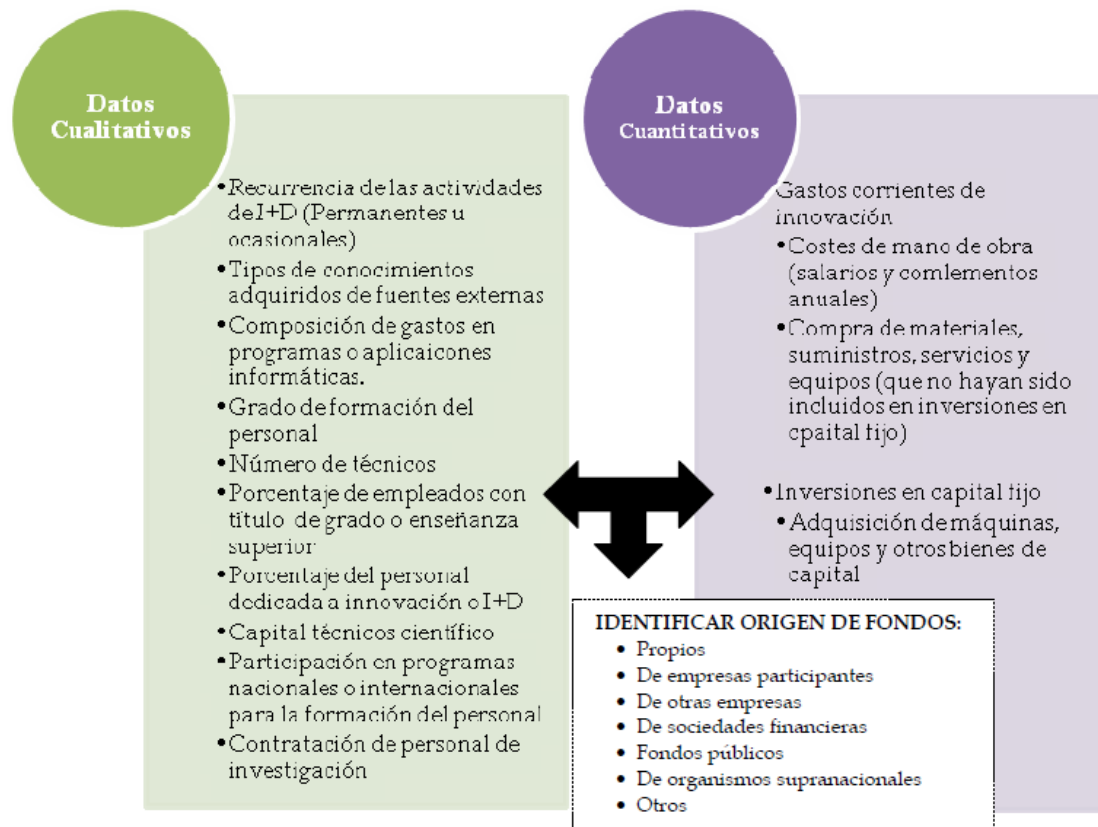 Datos
Cualitativos
•Recurrencia de las actividades
de I+D (Permanentes u
ocasionales)
•Tipos de conocimientos
adquiridos de fuentes externas
•Composición de gastos en
programas o aplicaicones
informáticas.
•Grado de formación del
personal
•Número de técnicos
•Porcentaje de empleados con
título de grado o enseñanza
superior
•Porcentaje del personal
dedicada a innovación o I+D
•Capital técnicos científico
•Participación en programas
nacionales o internacionales
para la formación del personal
•Contratación de personal de
investigación
Datos
Cuantitativos
Gastos corrientes de
innovación
•Costes de mano de obra
(salarios y comlementos
anuales)
•Compra de materiales,
suministros, servicios y
equipos (que no hayan sido
incluidos en inversiones en
cpaital fijo)
•Inversiones en capital fijo
•Adquisición de máquinas,
equipos y otros bienes de
capital
IDENTIFICAR ORIGEN DE FONDOS:
• Propios
• De empresas participantes
• De otras empresas
• De sociedades financieras
• Fondos públicos
• De organismos supranacionales
• Otros